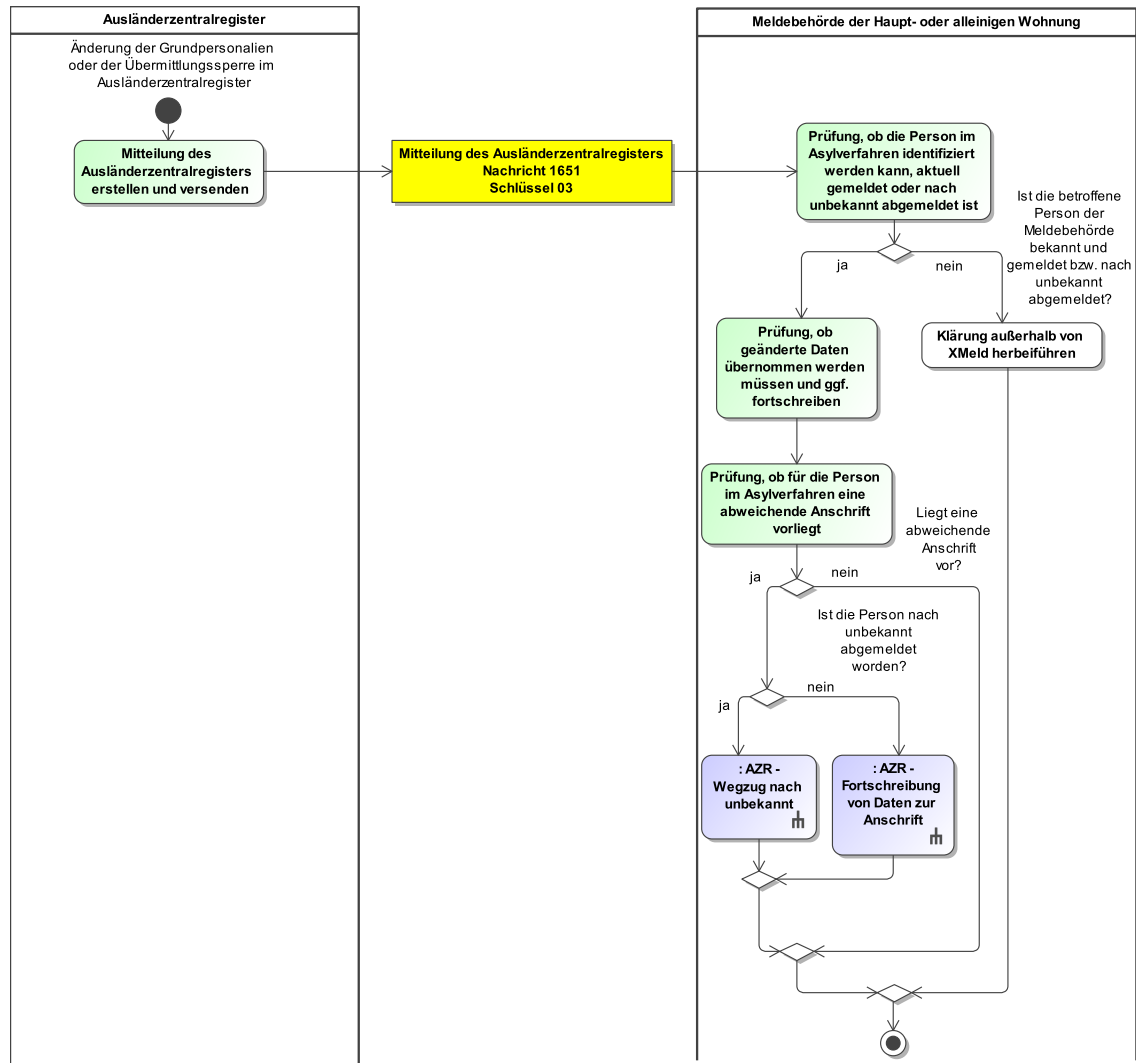 Ausländerzentralregister
Meldebehörde der Haupt- oder alleinigen Wohnung
Änderung der Grundpersonalien
oder der Übermittlungssperre im
Ausländerzentralregister
Mitteilung des
Ausländerzentralregisters
erstellen und versenden
Mitteilung des Ausländerzentralregisters
Nachricht 1651
Schlüssel 03
Prüfung, ob die Person im
Asylverfahren identifiziert
werden kann, aktuell
gemeldet oder nach
unbekannt abgemeldet ist
Ist die betroffene
Person der
Meldebehörde
bekannt und
gemeldet bzw. nach
unbekannt
abgemeldet?
ja
nein
Prüfung, ob
geänderte Daten
übernommen werden
müssen und ggf.
fortschreiben
Klärung außerhalb von
XMeld herbeiführen
Prüfung, ob für die Person
im Asylverfahren eine
abweichende Anschrift
vorliegt
Liegt eine
abweichende
Anschrift
vor?
ja
nein
Ist die Person nach
unbekannt
abgemeldet
worden?
ja
nein
: AZR -
Wegzug nach
unbekannt
: AZR -
Fortschreibung
von Daten zur
Anschrift